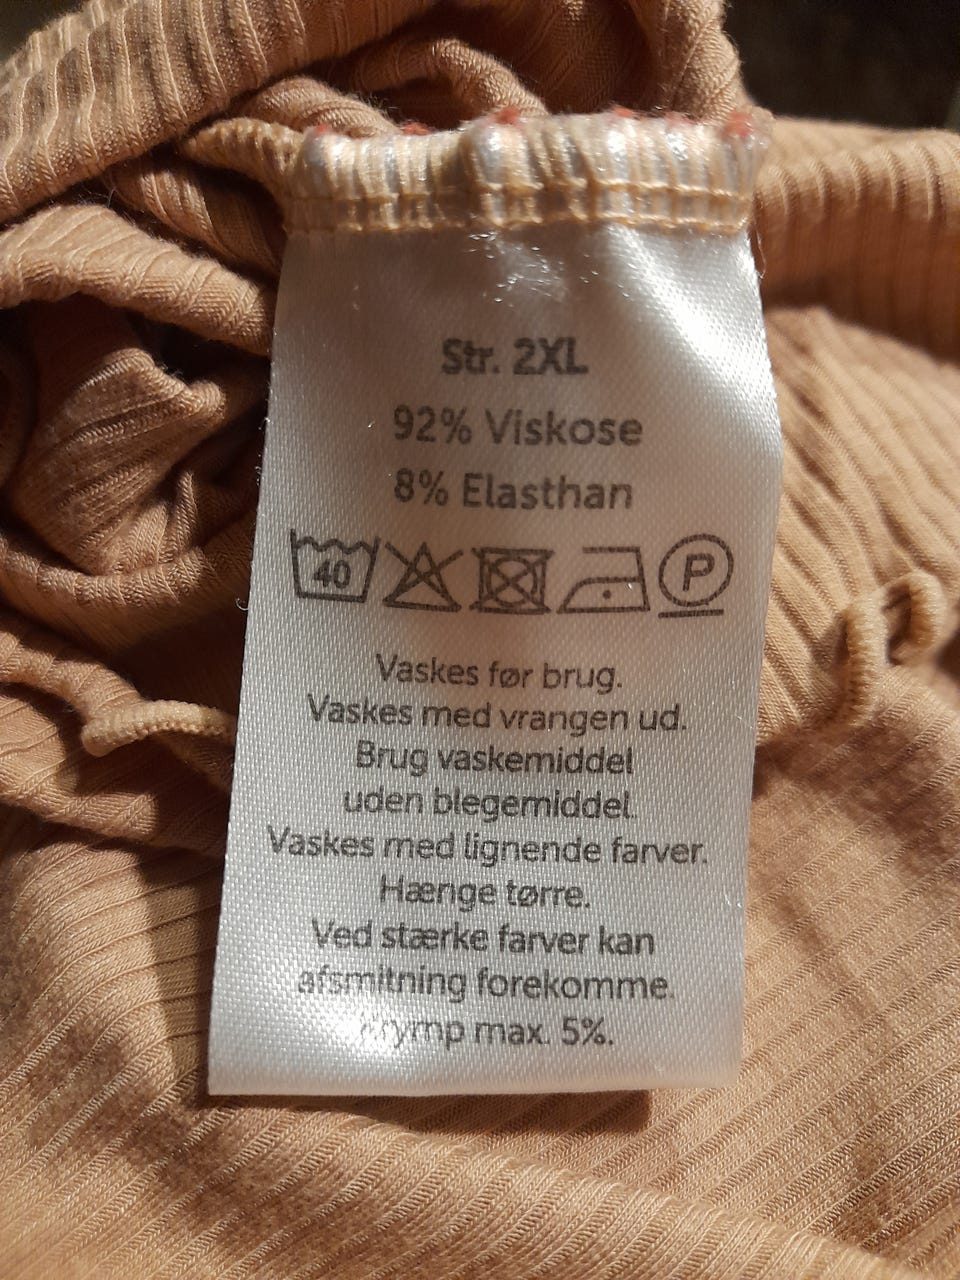 Str. 2XL
92% Viskose
8% Elasthan
40 P
Vaskes før brug.
Vaskes med vrangen ud.
Brug vaskemiddel
uden blegemiddel.
Vaskes med lignende farver.
Hænge tørre.
Ved stærke farver kan
afsmitning forekomme.
Krymp max. 5%.